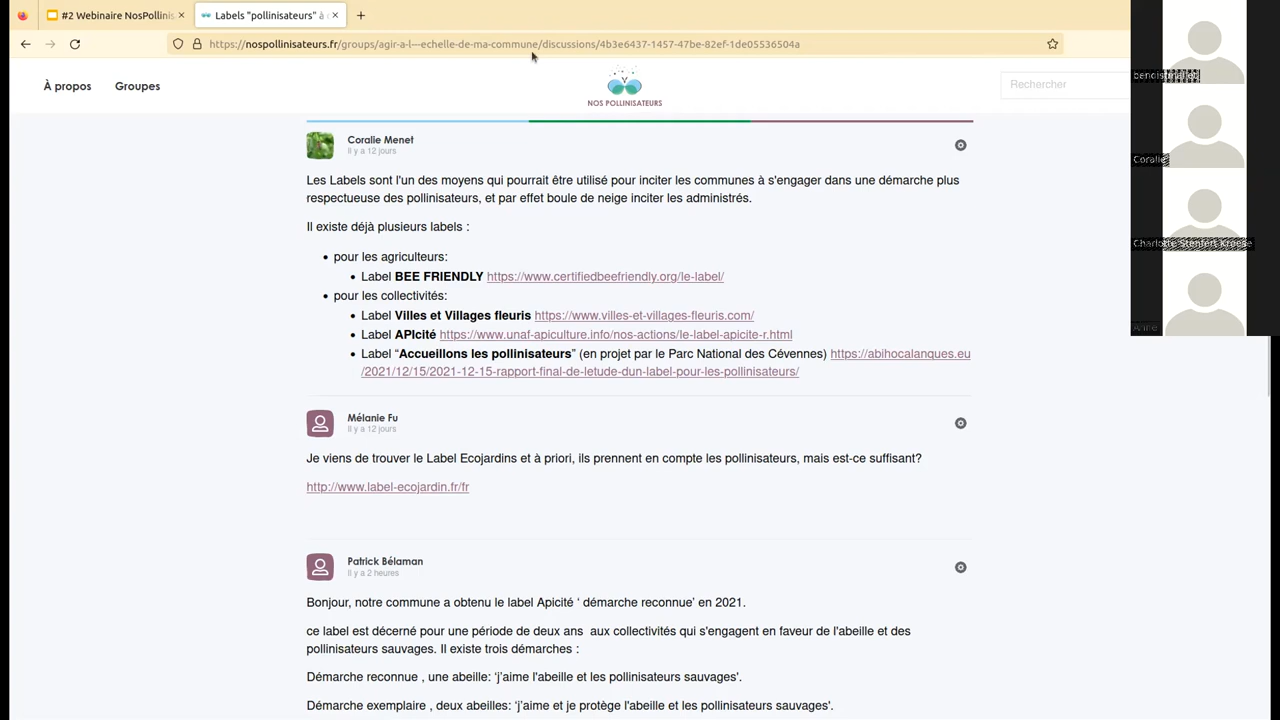 #2 Webinaire NosPollinis
Labels "pollinisateurs" à
https://nospollinisateurs.fr/groups/agir-a-l---echelle-de-ma-commune/discussions/4b3e6437-1457-47be-82ef-1de05536504a
À propos
Groupes
NOS POLLINISATEURS
Rechercher
Coralie Menet
Il y a 12 jours
Les Labels sont l'un des moyens qui pourrait être utilisé pour inciter les communes à s'engager dans une démarche plus
respectueuse des pollinisateurs, et par effet boule de neige inciter les administrés.
Il existe déjà plusieurs labels :
• pour les agriculteurs:
• Label BEE FRIENDLY https://www.certifiedbeefriendly.org/le-label/
• pour les collectivités:
• Label Villes et Villages fleuris https://www.villes-et-villages-fleuris.com/
• Label APIcité https://www.unaf-apiculture.info/nos-actions/le-label-apicite-r.html
• Label “Accueillons les pollinisateurs” (en projet par le Parc National des Cévennes) https://abihocalanques.eu
/2021/12/15/2021-12-15-rapport-final-de-letude-dun-label-pour-les-pollinisateurs/
Mélanie Fu
Il y a 12 jours
Je viens de trouver le Label Ecojardins et à priori, ils prennent en compte les pollinisateurs, mais est-ce suffisant?
http://www.label-ecojardin.fr/fr
Patrick Bélaman
Il y a 2 heures
Bonjour, notre commune a obtenu le label Apicité ‘ démarche reconnue’ en 2021.
ce label est décerné pour une période de deux ans  aux collectivités qui s'engagent en faveur de l'abeille et des
pollinisateurs sauvages. Il existe trois démarches :
Démarche reconnue , une abeille: ‘j’aime l'abeille et les pollinisateurs sauvages'.
Démarche exemplaire , deux abeilles: ‘j’aime et je protège l'abeille et les pollinisateurs sauvages'.
Coralie
Charlotte Stenfert Kroese
Anne